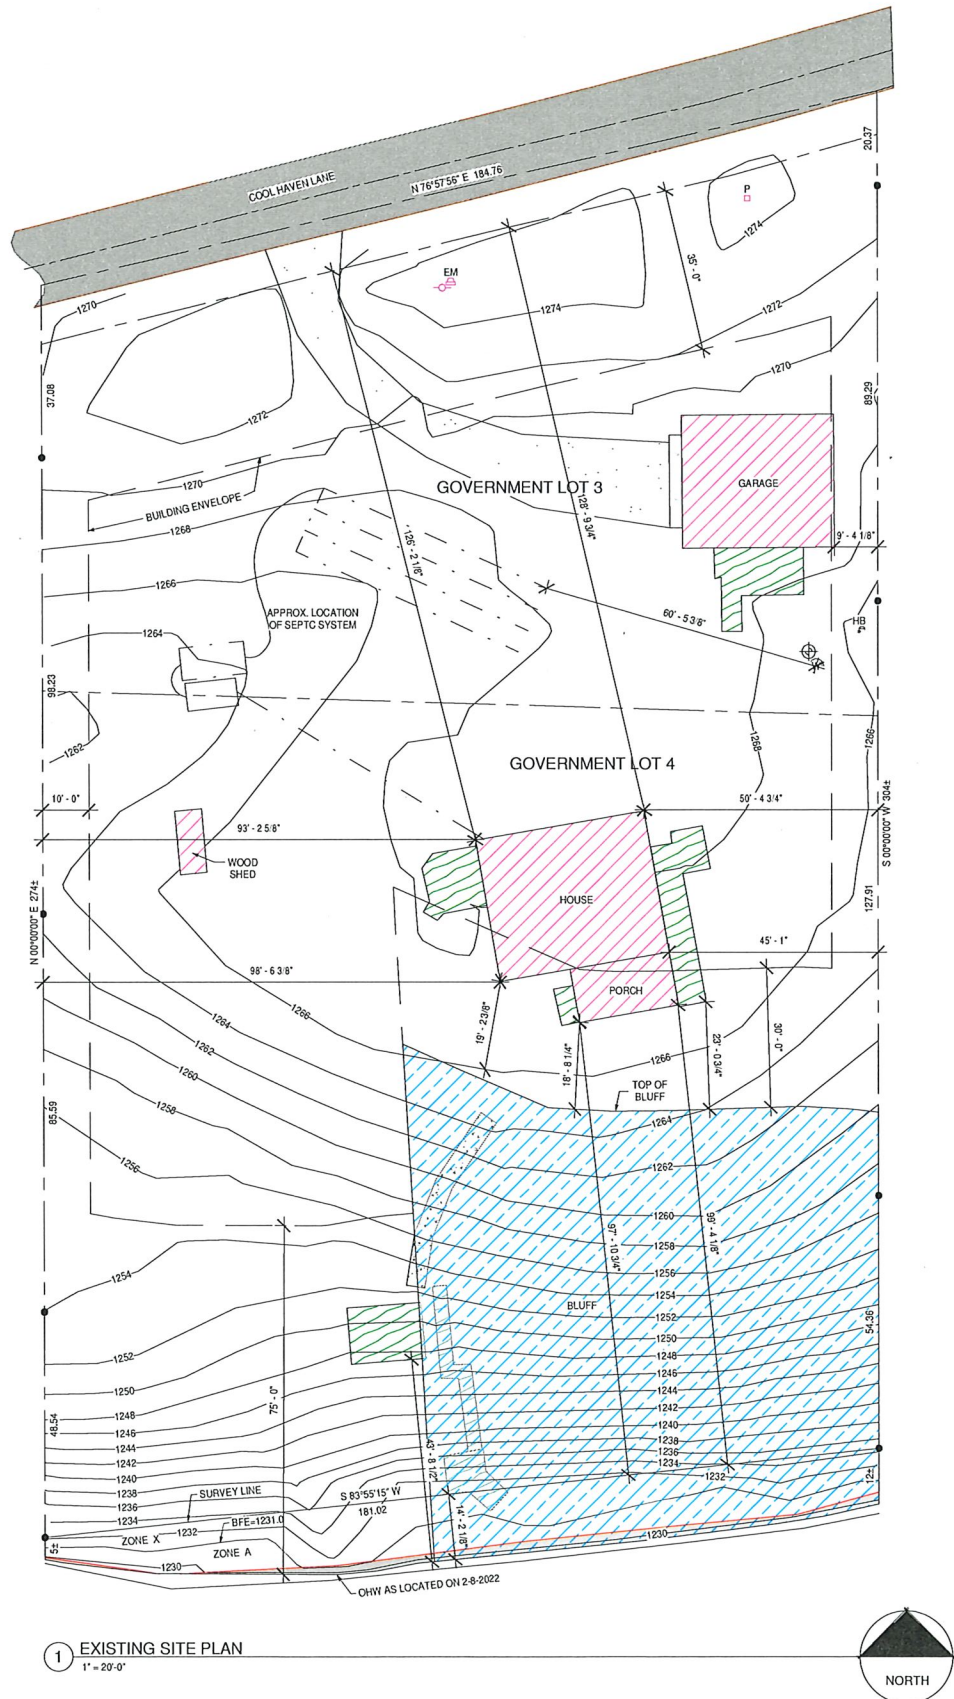 COOL HAVEN LANE
N 76°57'56" E 184.76
20.37
P
1274
EM
35' - 0"
1270
1274
1272
37.08
1272
1270
89.29
1270
GOVERNMENT LOT 3
GARAGE
BUILDING ENVELOPE
128' - 9 3/4"
1268
126' - 2 1/8"
9' - 4 1/8"
1266
APPROX. LOCATION
OF SEPTC SYSTEM
60' - 5 3/8"
HB
1264
98.23
1262
1268
1266
GOVERNMENT LOT 4
10' - 0"
50' - 4 3/4"
S 00°00'00" W 304±
93' - 2 5/8"
WOOD
SHED
HOUSE
N 00°00'00" E 274±
127.91
45' - 1"
98' - 6 3/8"
PORCH
1266
1264
19' - 2 3/8"
18' - 8 1/4"
23' - 0 3/4"
30' - 0"
1262
1266
1260
TOP OF
BLUFF
85.59
1258
1264
1256
1262
1260
97' - 10 3/4"
99' - 4 1/8"
1258
1254
1256
1254
BLUFF
1252
54.36
1250
1252
1248
1246
1250
1244
75' - 0"
1242
48.54
1248
1240
1246
1238
1244
1236
1242
43' - 8 1/2"
1234
1240
1232
12±
1238
SURVEY LINE
S 83°55'15" W
181.02
1236
1234
BFE=1231.0
14' - 2 1/8"
1232
ZONE X
5±
ZONE A
1230
1230
OHW AS LOCATED ON 2-8-2022
1 EXISTING SITE PLAN
1" = 20'-0"
NORTH